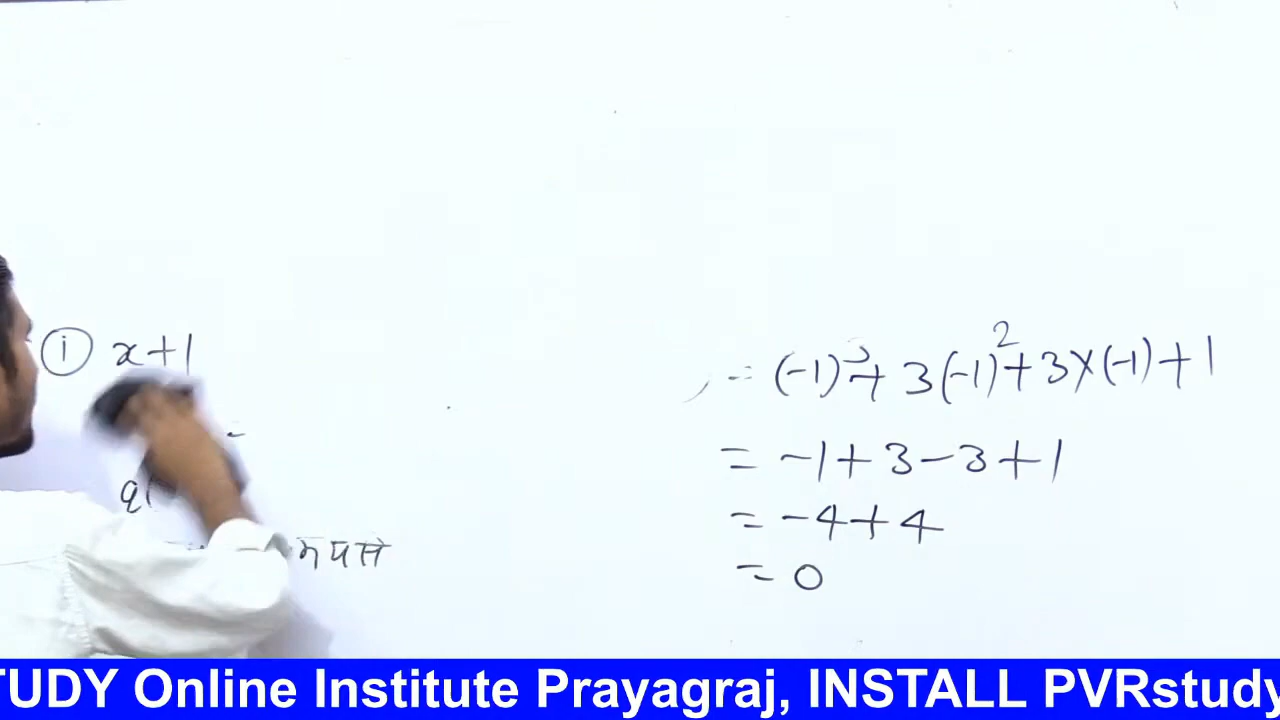 ① x+1
= (-1)³ + 3(-1)² + 3×(-1) + 1
= -1+3-3+1
= -4+4
= 0
TUDY Online Institute Prayagraj, INSTALL PVRstudy